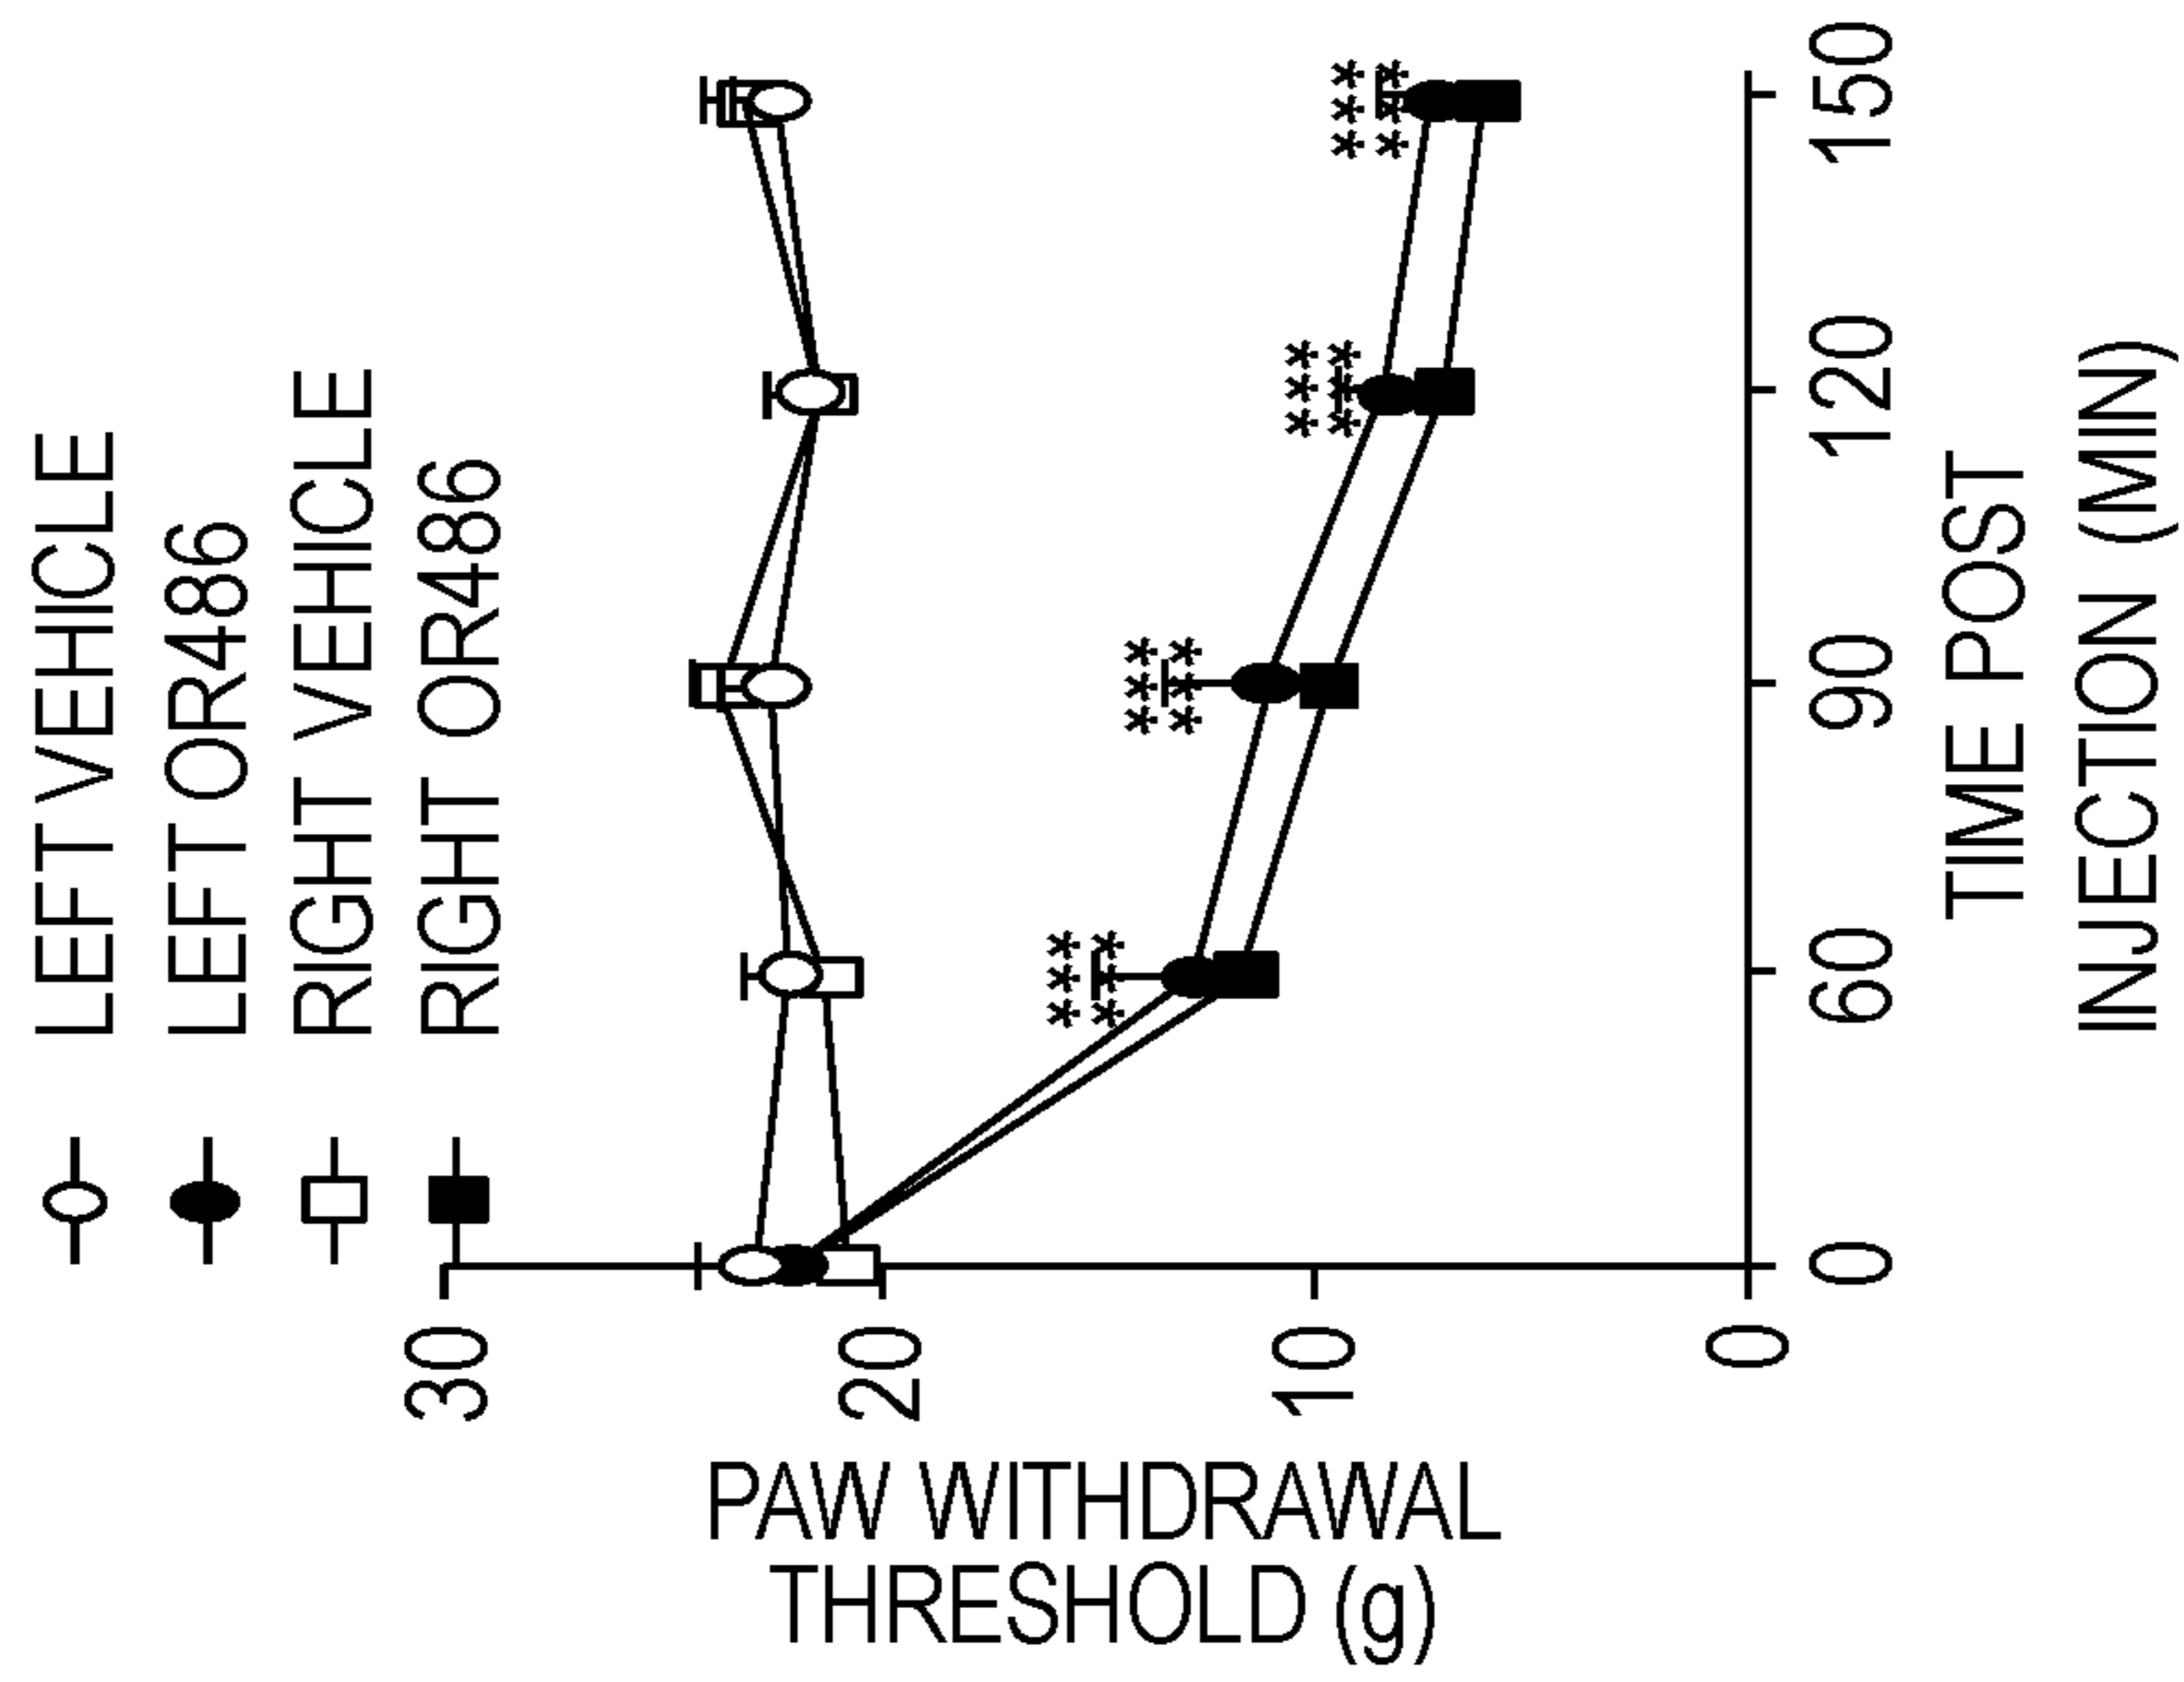 LEFT VEHICLE
LEFT OR486
RIGHT VEHICLE
RIGHT OR486
PAW WITHDRAWAL
THRESHOLD (g)
30
20
10
0
***
***
***
***
***
***
***
***
0
60
90
120
150
TIME POST
INJECTION (MIN)